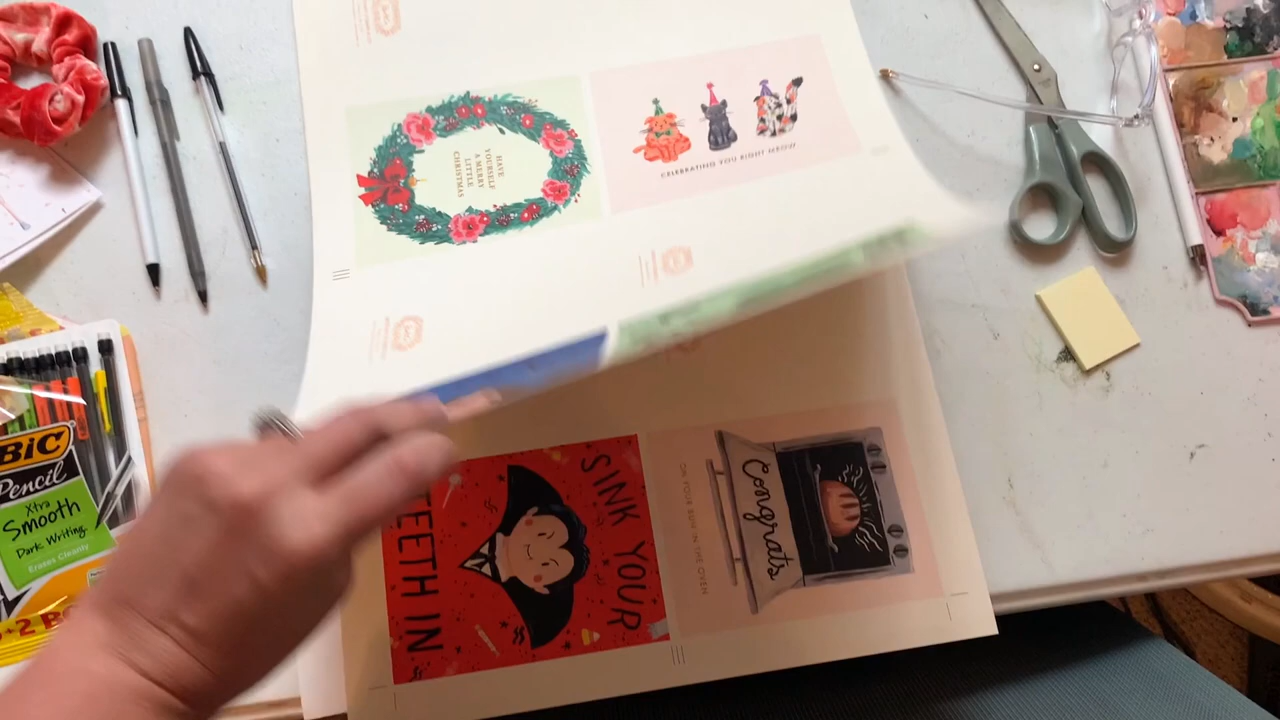 HAVE
YOURSELF
A MERRY
LITTLE
CHRISTMAS
CELEBRATING YOU RIGHT MEOW
SINK YOUR
TEETH IN
Congrats
ON YOUR BUN IN THE OVEN
BIC
Pencil
Xtra
Smooth
Dark Writing
Erases Cleanly